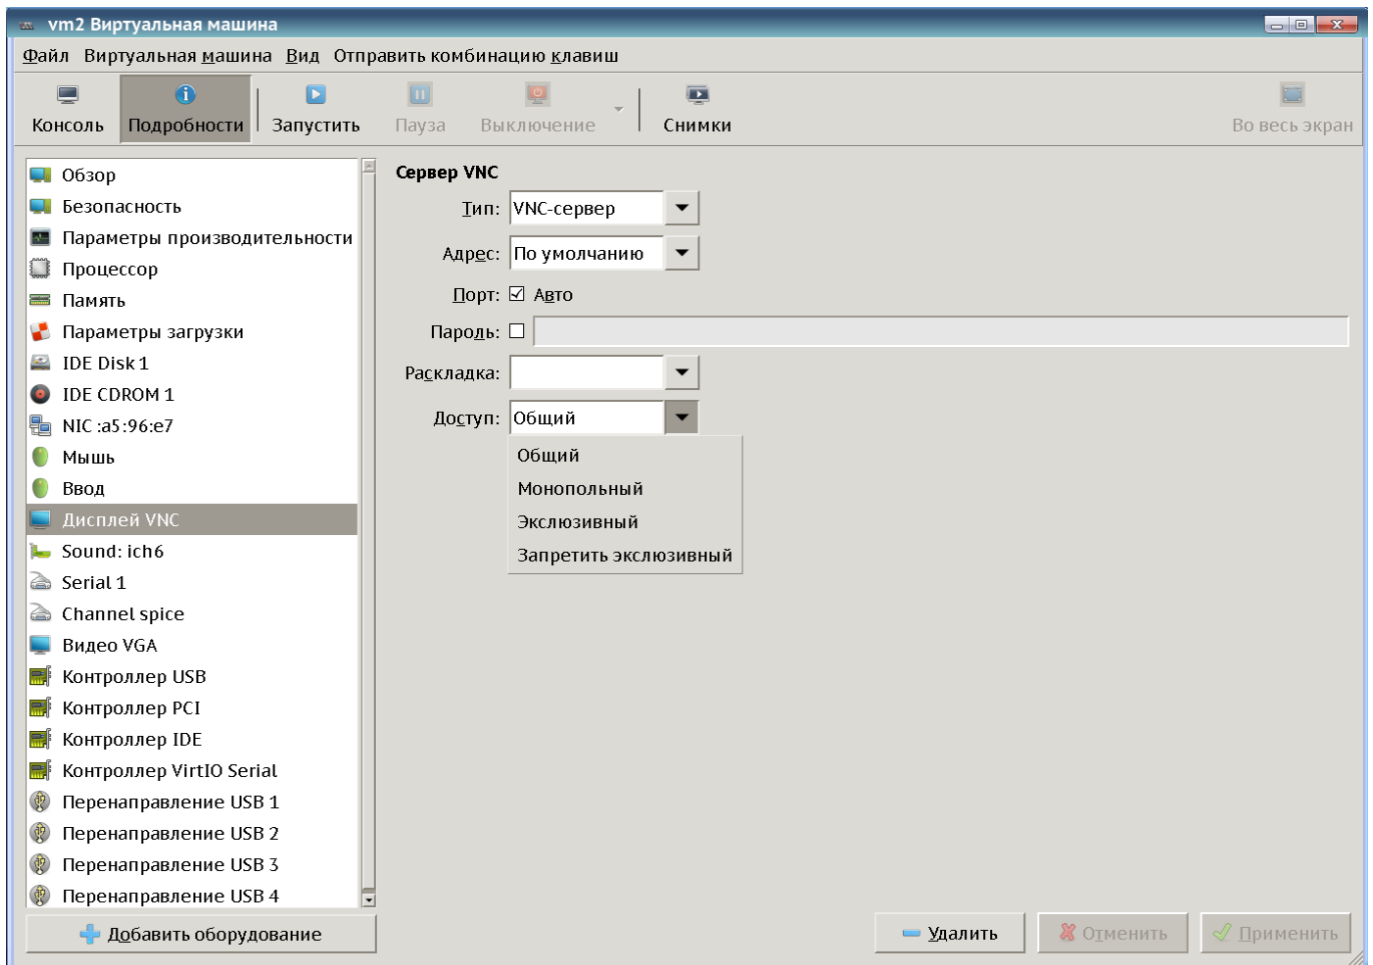 vm2 Виртуальная машина
Файл Виртуальная машина Вид Отправить комбинацию клавиш
Консоль Подробности Запустить Пауза Выключение Снимки Во весь экран
Обзор
Безопасность
Параметры производительности
Процессор
Память
Параметры загрузки
IDE Disk 1
IDE CDROM 1
NIC :a5:96:e7
Мышь
Ввод
Дисплей VNC
Sound: ich6
Serial 1
Channel spice
Видео VGA
Контроллер USB
Контроллер PCI
Контроллер IDE
Контроллер VirtIO Serial
Перенаправление USB 1
Перенаправление USB 2
Перенаправление USB 3
Перенаправление USB 4
Добавить оборудование
Сервер VNC
Тип: VNC-сервер
Адрес: По умолчанию
Порт: Авто
Пароль:
Раскладка:
Доступ: Общий
Общий
Монопольный
Экслюзивный
Запретить экслюзивный
Удалить Отменить Применить